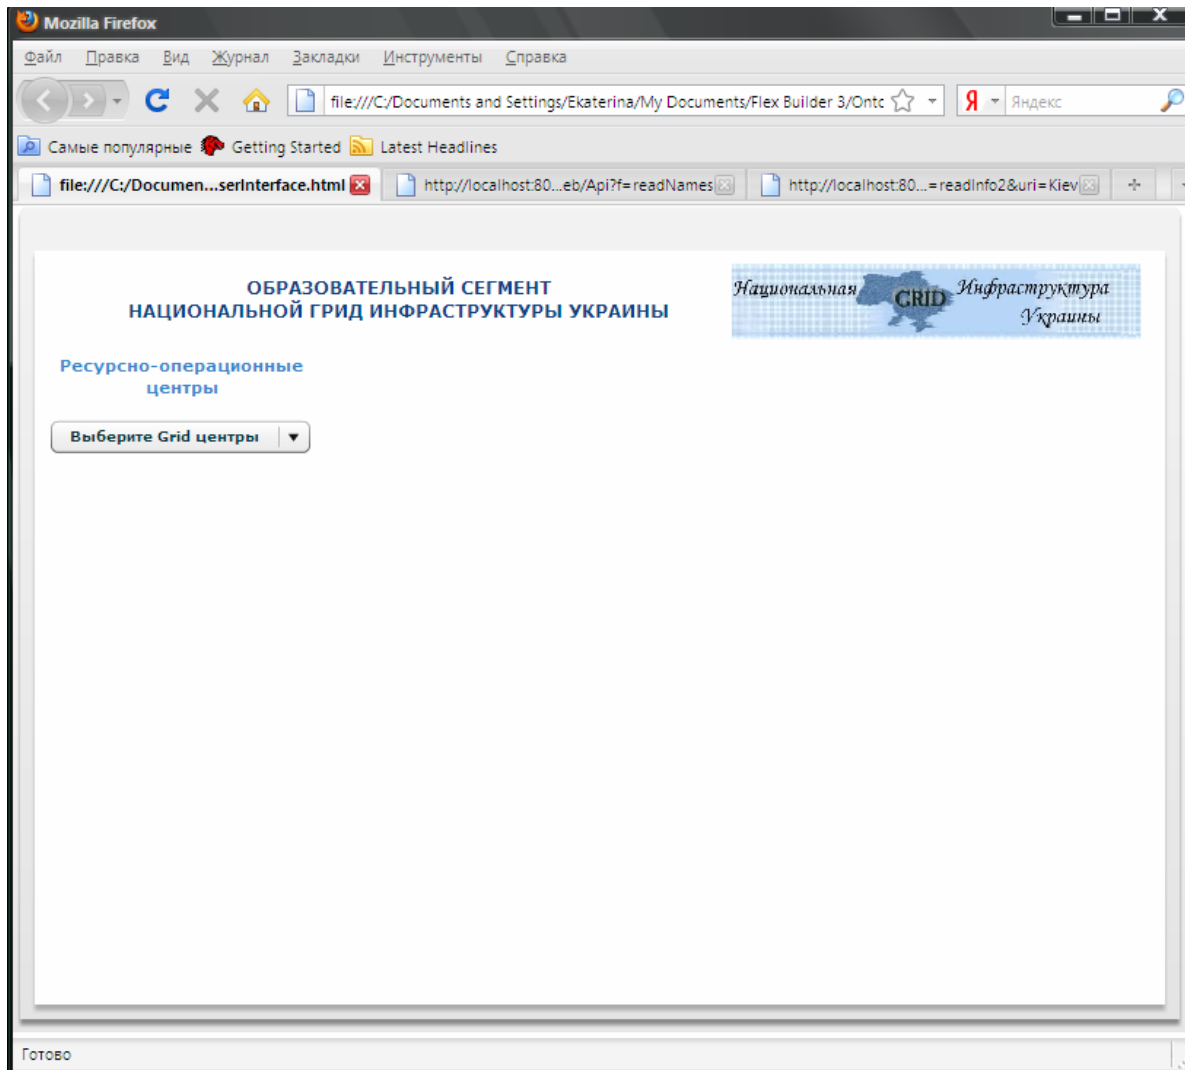 Mozilla Firefox
Файл Правка Вид Журнал Закладки Инструменты Справка
file:///C:/Documents and Settings/Ekaterina/My Documents/Flex Builder 3/Ontc Я Яндекс
Самые популярные Getting Started Latest Headlines
file:///C:/Documen...serInterface.html http://localhost:80...eb/Api?f=readNames http://localhost:80...=readInfo2&uri=Kiev
ОБРАЗОВАТЕЛЬНЫЙ СЕГМЕНТ
НАЦИОНАЛЬНОЙ ГРИД ИНФРАСТРУКТУРЫ УКРАИНЫ
Национальная GRID Инфраструктура
Украины
Ресурсно-операционные
центры
Выберите Grid центры
Готово